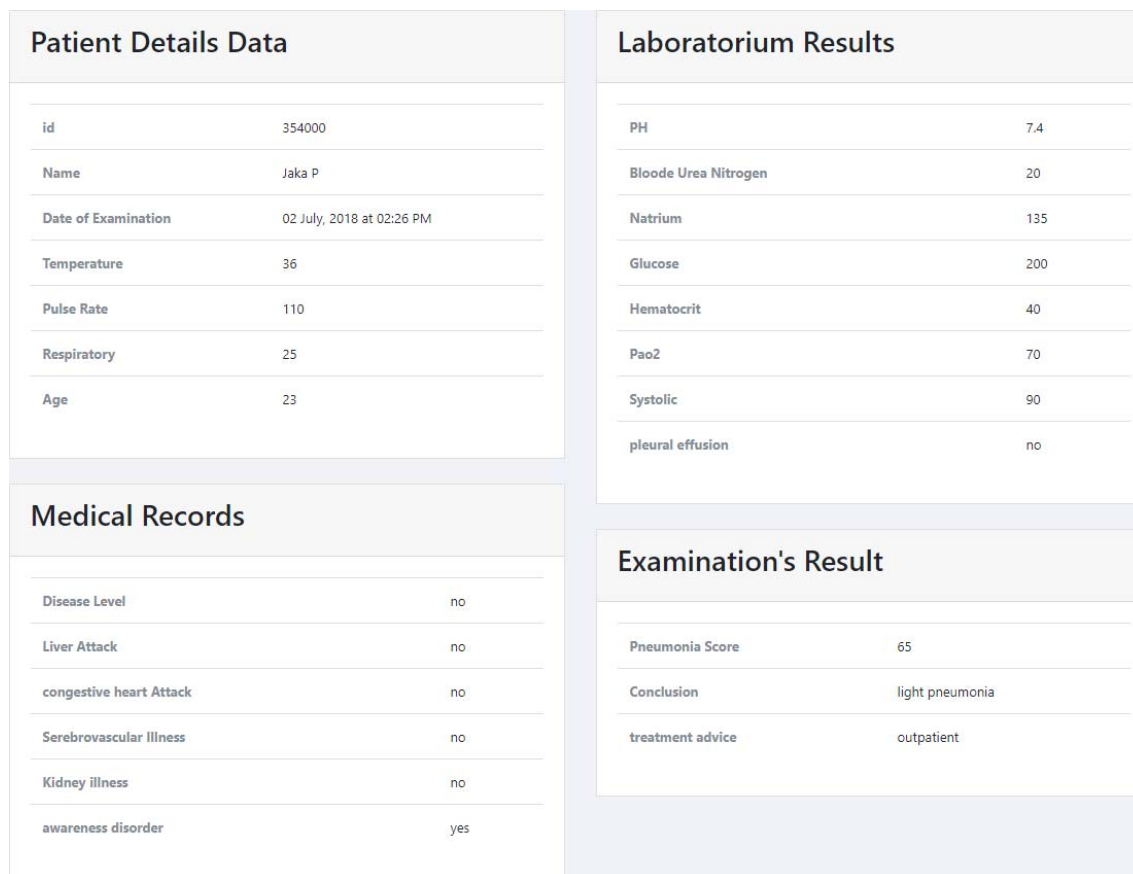 Patient Details Data
id 354000
Name Jaka P
Date of Examination 02 July, 2018 at 02:26 PM
Temperature 36
Pulse Rate 110
Respiratory 25
Age 23
Medical Records
Disease Level no
Liver Attack no
congestive heart Attack no
Serebrovascular Illness no
Kidney illness no
awareness disorder yes
Laboratorium Results
PH 7.4
Bloode Urea Nitrogen 20
Natrium 135
Glucose 200
Hematocrit 40
Pao2 70
Systolic 90
pleural effusion no
Examination's Result
Pneumonia Score 65
Conclusion light pneumonia
treatment advice outpatient